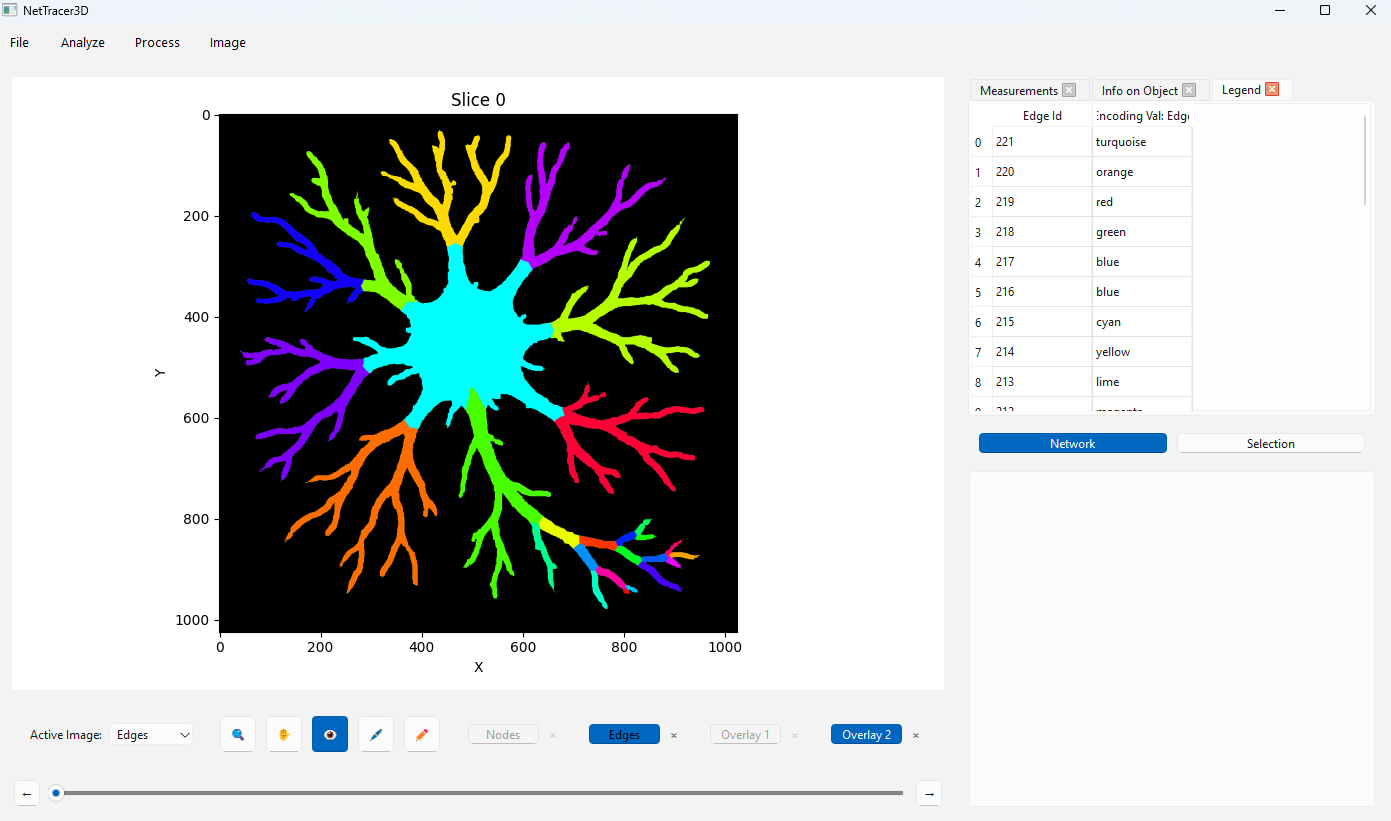 NetTracer3D
File Analyze Process Image
Slice 0
0
200
400
600
800
1000
Y
0 200 400 600 800 1000
X
Measurements Info on Object Legend
Edge Id Encoding Val: Edge
0 221 turquoise
1 220 orange
2 219 red
3 218 green
4 217 blue
5 216 blue
6 215 cyan
7 214 yellow
8 213 lime
9 212 magenta
Network Selection
Active Image: Edges Nodes × Edges × Overlay 1 × Overlay 2 ×
← →